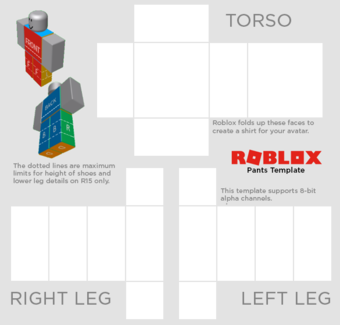 TORSO
FRONT
BACK
Roblox folds up these faces to
create a shirt for your avatar.
The dotted lines are maximum
limits for height of shoes and
lower leg details on R15 only.
ROBLOX
Pants Template
This template supports 8-bit
alpha channels.
RIGHT LEG
LEFT LEG